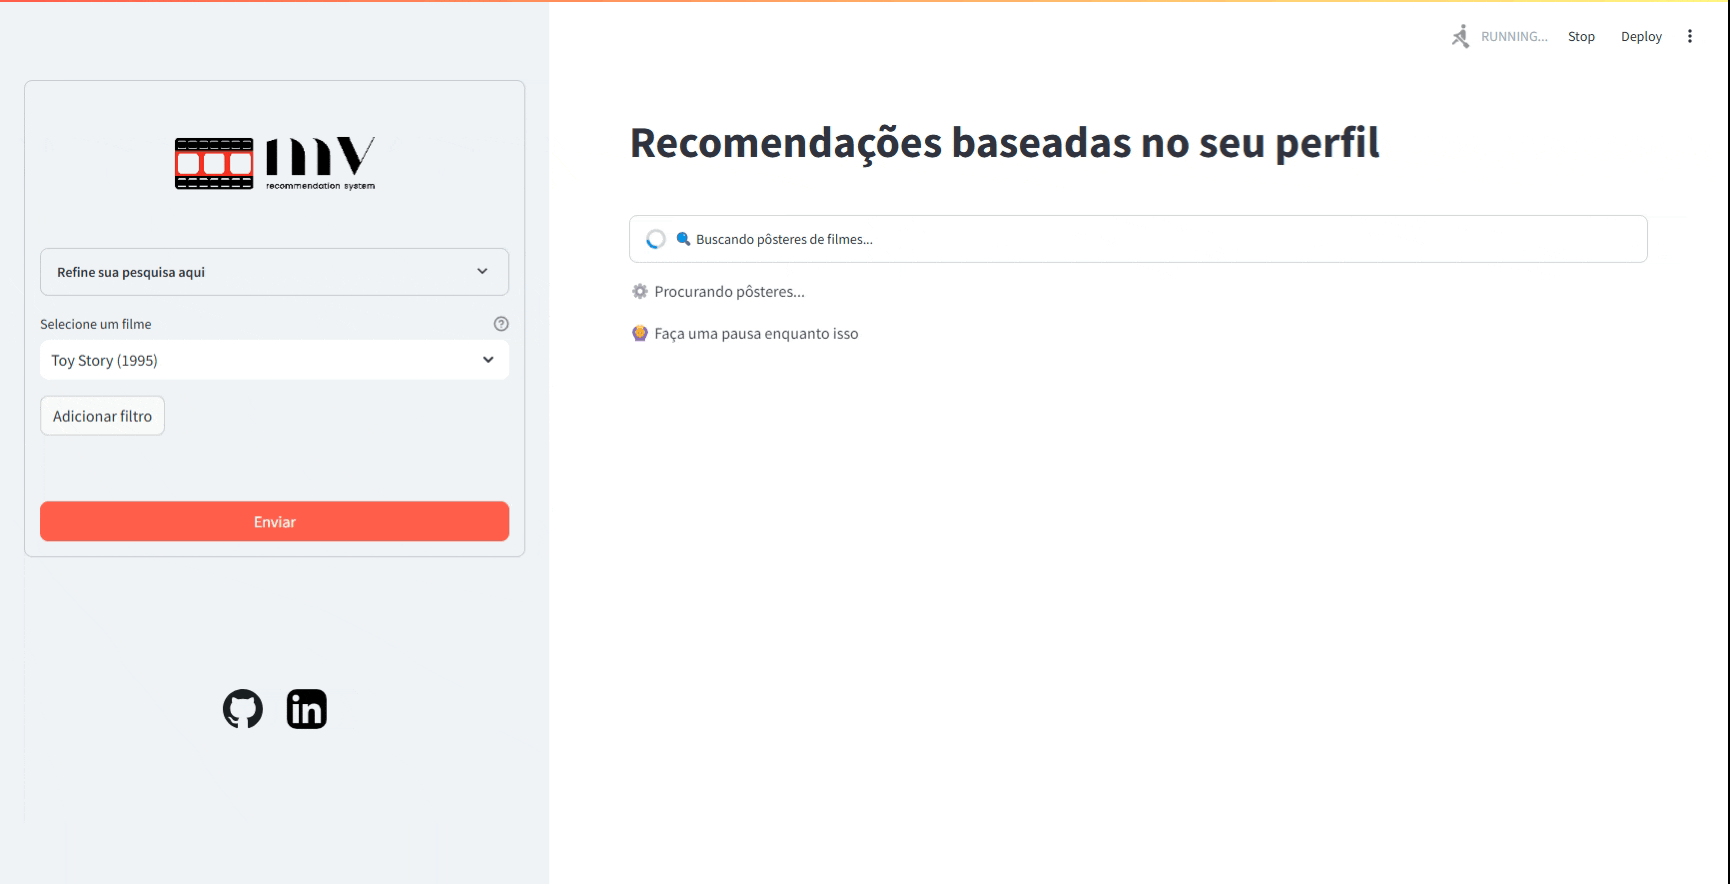 RUNNING...
Stop
Deploy
mv
recommendation system
Refine sua pesquisa aqui
Selecione um filme
Toy Story (1995)
Adicionar filtro
Enviar
in
Recomendações baseadas no seu perfil
Buscando pôsteres de filmes...
Procurando pôsteres...
Faça uma pausa enquanto isso